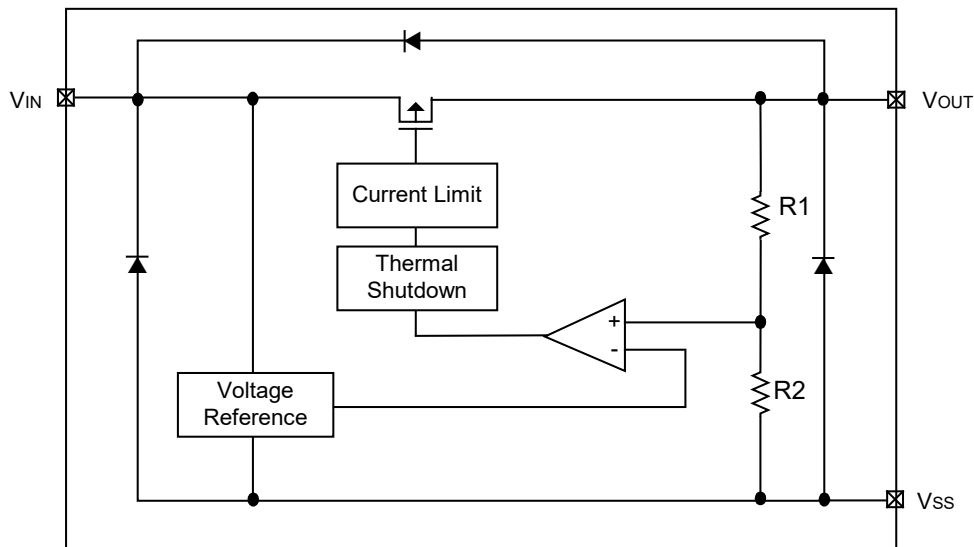 VIN
VOUT
Current Limit
R1
Thermal
Shutdown
+
-
Voltage
Reference
R2
VSS